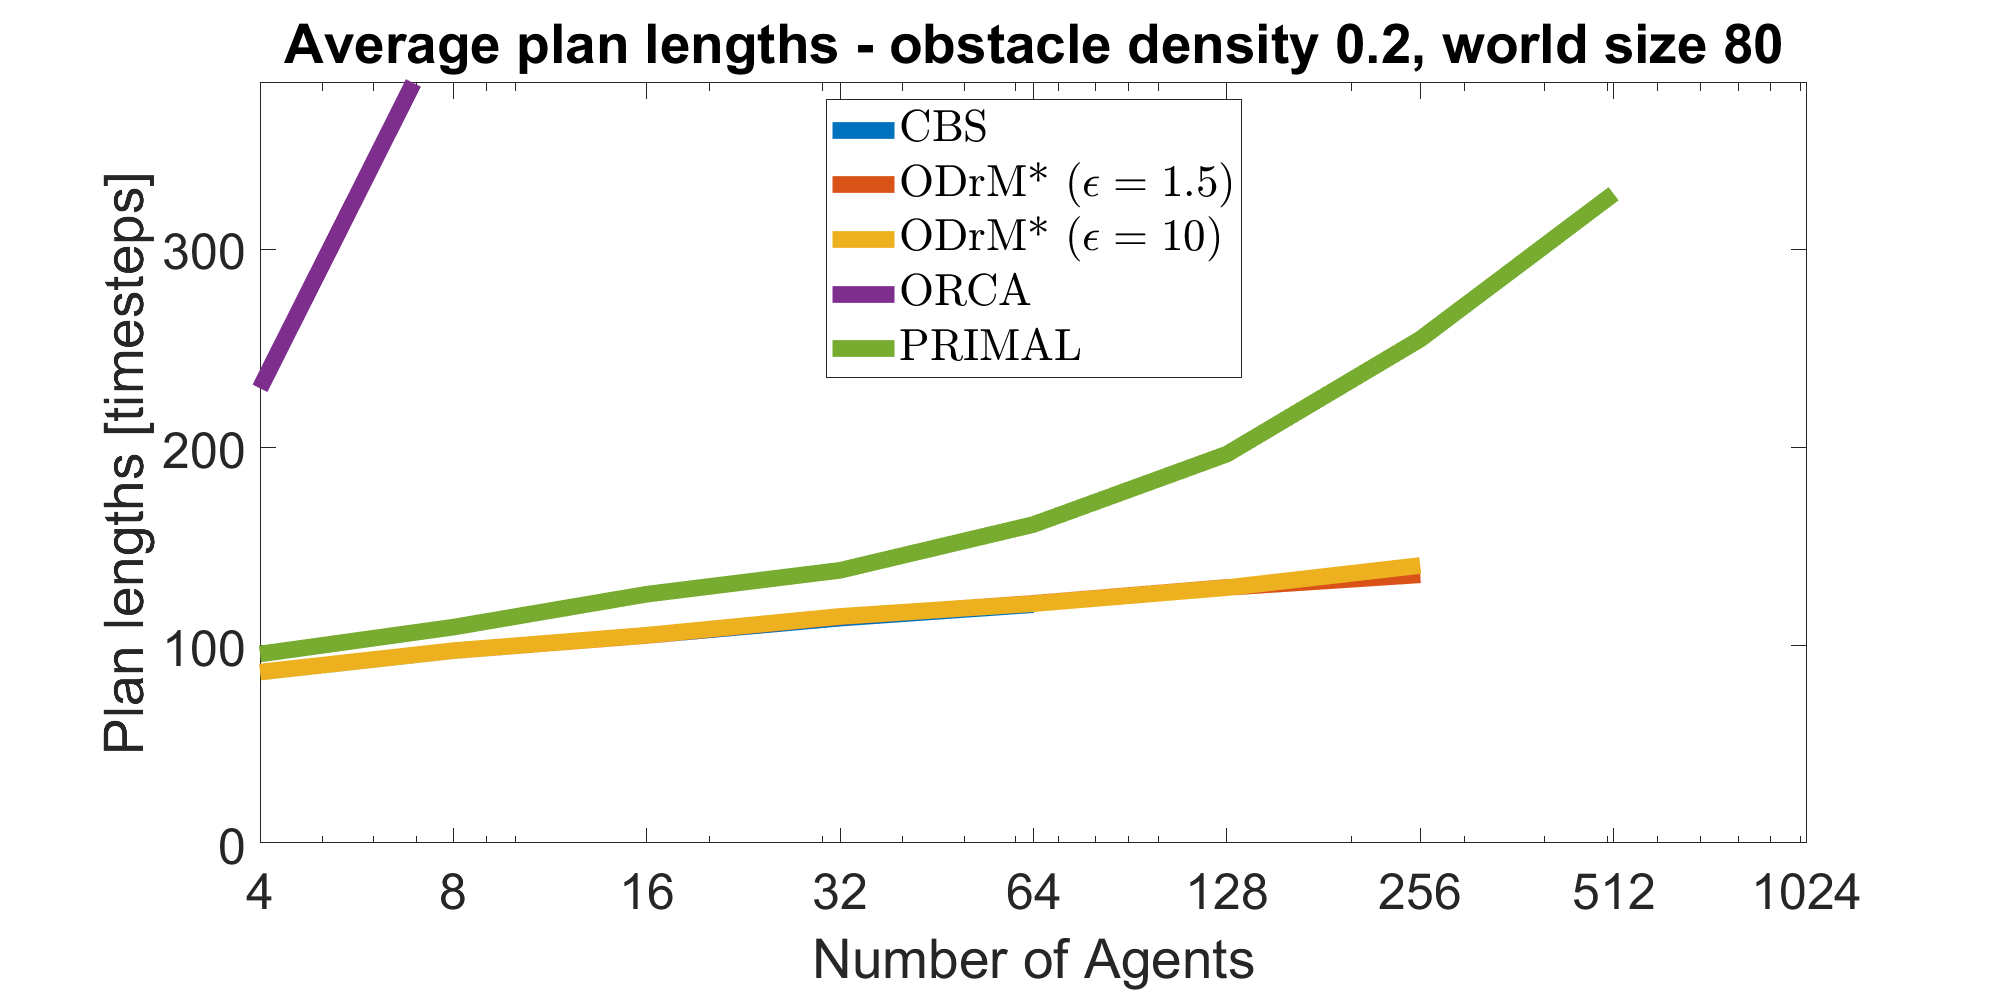 Average plan lengths - obstacle density 0.2, world size 80
CBS
ODrM* (ϵ = 1.5)
ODrM* (ϵ = 10)
ORCA
PRIMAL
Plan lengths [timesteps]
300
200
100
0
4 8 16 32 64 128 256 512 1024
Number of Agents